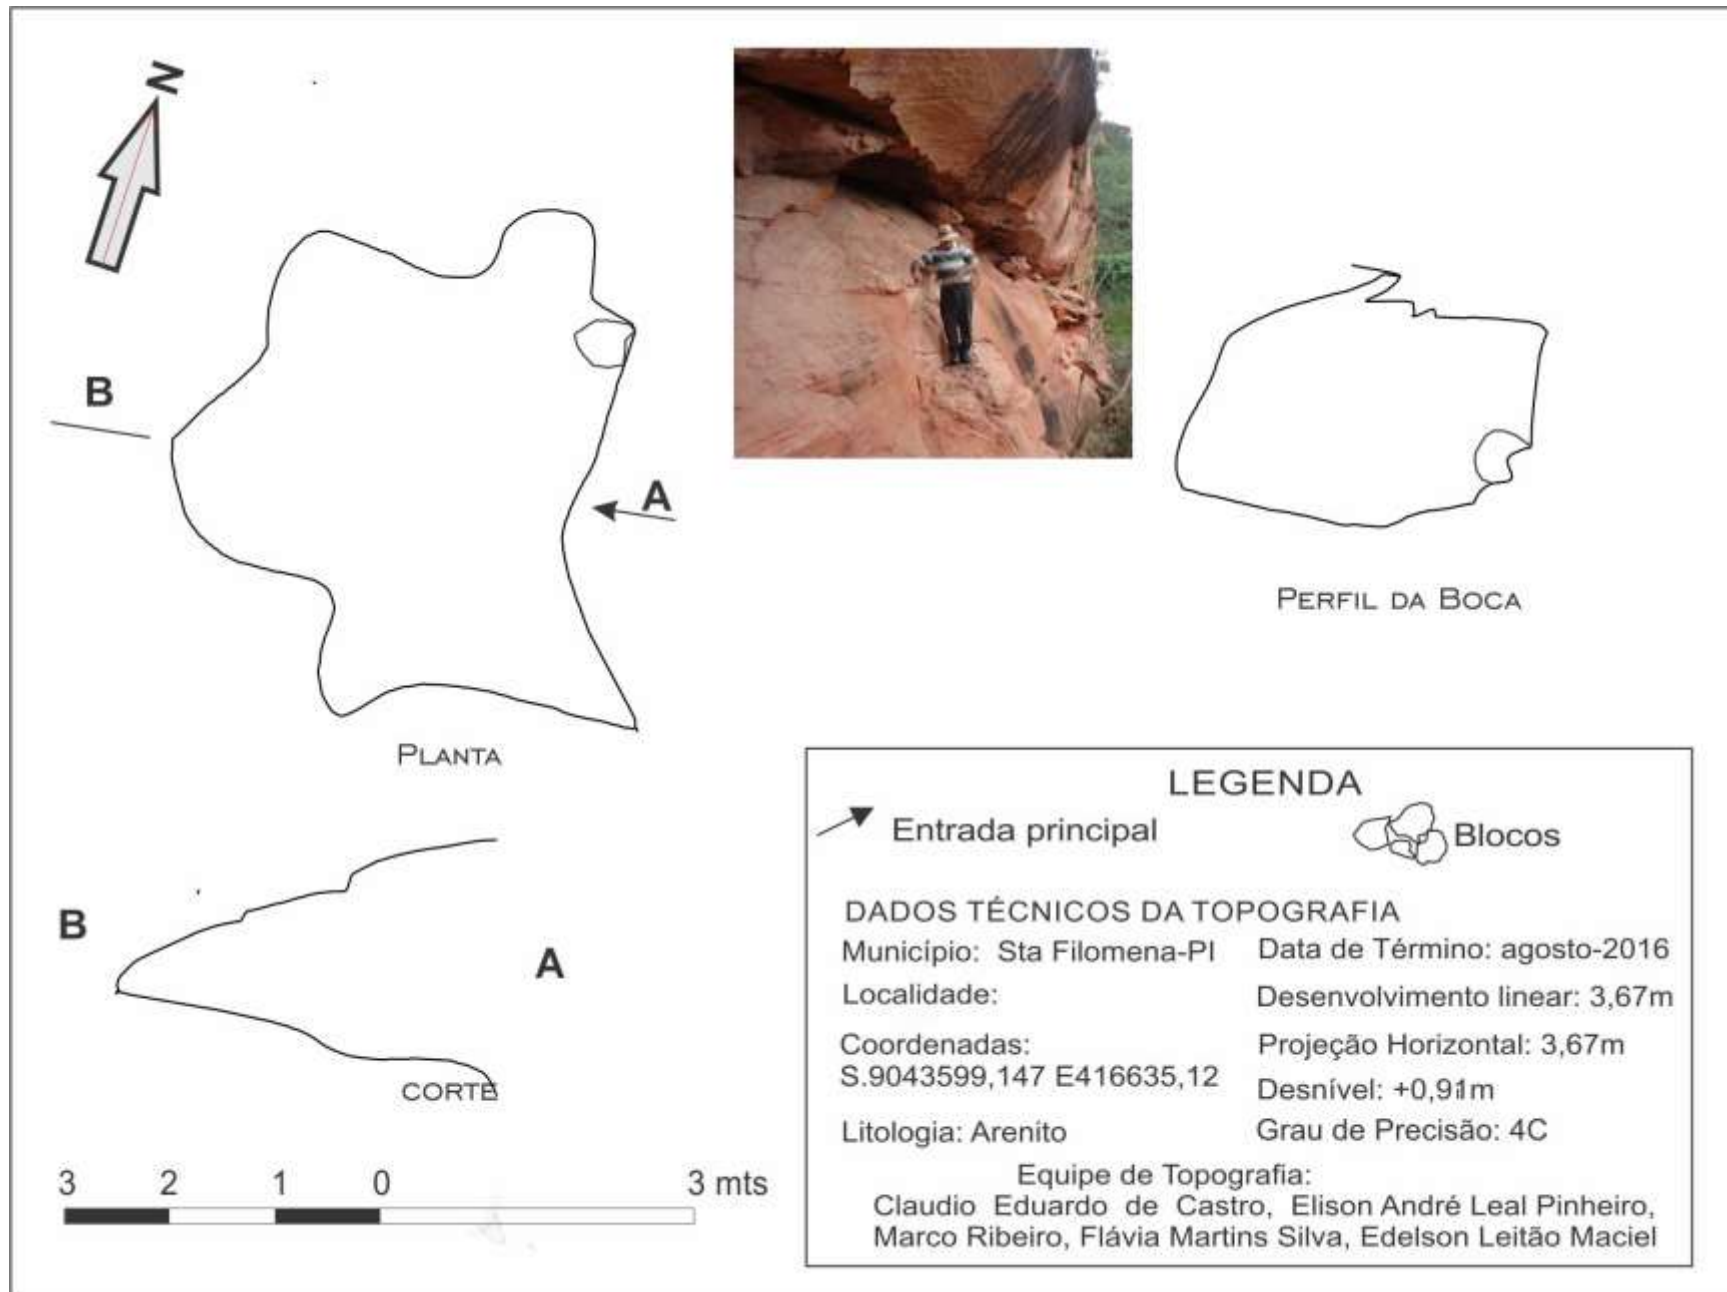 N
B
A
PLANTA
PERFIL DA BOCA
B
A
CORTE
3 2 1 0 3 mts
LEGENDA
Entrada principal
Blocos
DADOS TÉCNICOS DA TOPOGRAFIA
Município: Sta Filomena-PI
Data de Término: agosto-2016
Localidade:
Desenvolvimento linear: 3,67m
Coordenadas:
S.9043599,147 E416635,12
Projeção Horizontal: 3,67m
Desnível:
Litologia: Arenito
Grau de Precisão: 4C
Equipe de Topografia:
Claudio Eduardo de Castro, Elison André Leal Pinheiro,
Marco Ribeiro, Flávia Martins Silva, Edelson Leitão Maciel